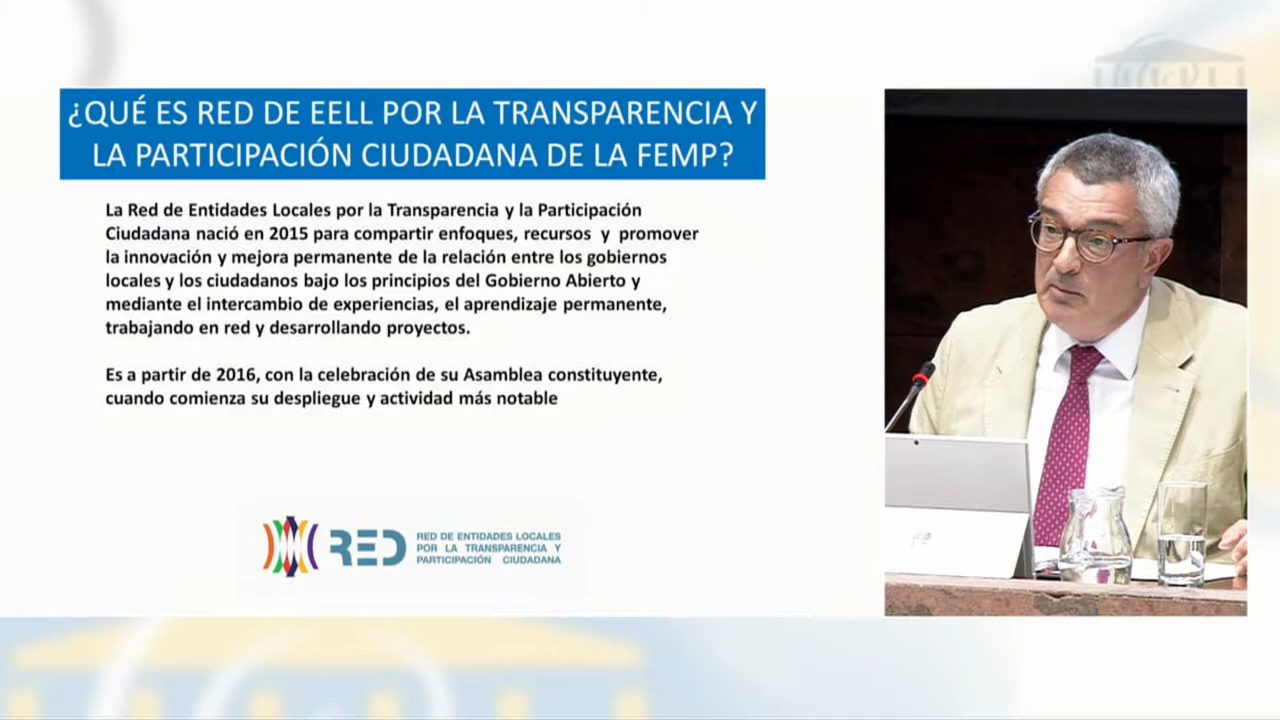 ¿QUÉ ES RED DE EELL POR LA TRANSPARENCIA Y
LA PARTICIPACIÓN CIUDADANA DE LA FEMP?
La Red de Entidades Locales por la Transparencia y la Participación
Ciudadana nació en 2015 para compartir enfoques, recursos y promover
la innovación y mejora permanente de la relación entre los gobiernos
locales y los ciudadanos bajo los principios del Gobierno Abierto y
mediante el intercambio de experiencias, el aprendizaje permanente,
trabajando en red y desarrollando proyectos.
Es a partir de 2016, con la celebración de su Asamblea constituyente,
cuando comienza su despliegue y actividad más notable
RED
RED DE ENTIDADES LOCALES
POR LA TRANSPARENCIA Y
PARTICIPACIÓN CIUDADANA